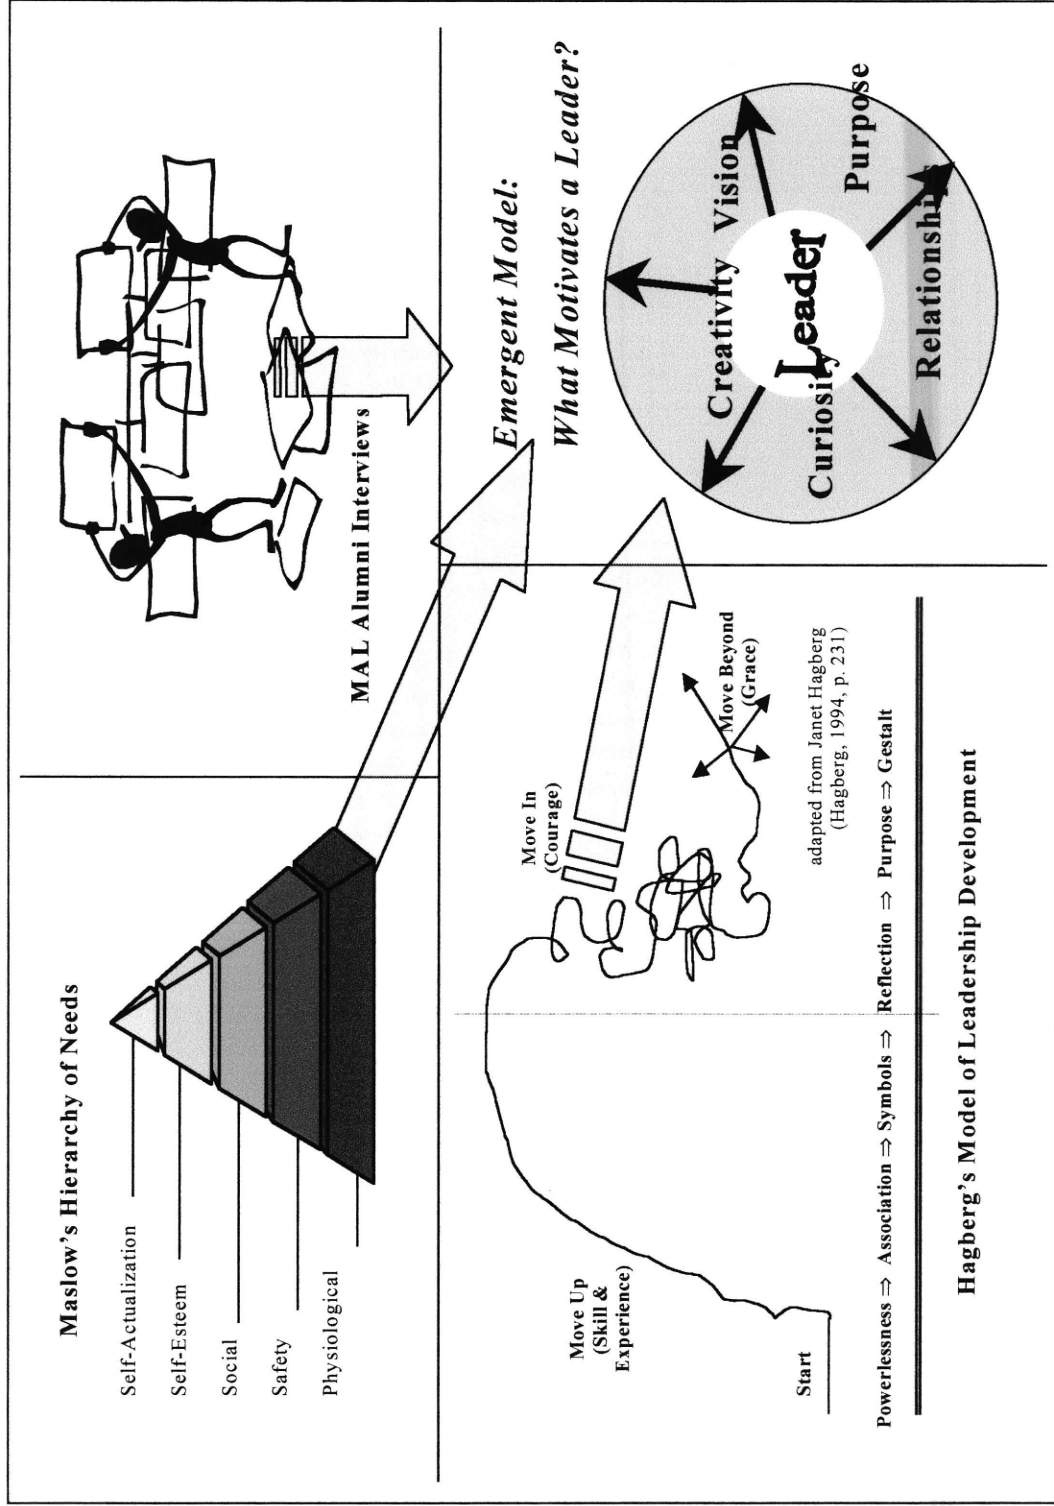 Maslow's Hierarchy of Needs
Self-Actualization
Self-Esteem
Social
Safety
Physiological
MAL Alumni Interviews
Move Up
(Skill &
Experience)
Start
Move In
(Courage)
Move Beyond
(Grace)
adapted from Janet Hagberg
(Hagberg, 1994, p. 231)
Powerlessness ⇒ Association ⇒ Symbols ⇒ Reflection ⇒ Purpose ⇒ Gestalt
Hagberg's Model of Leadership Development
Emergent Model:
What Motivates a Leader?
Creativity
Vision
Leader
Curiosity
Purpose
Relationships